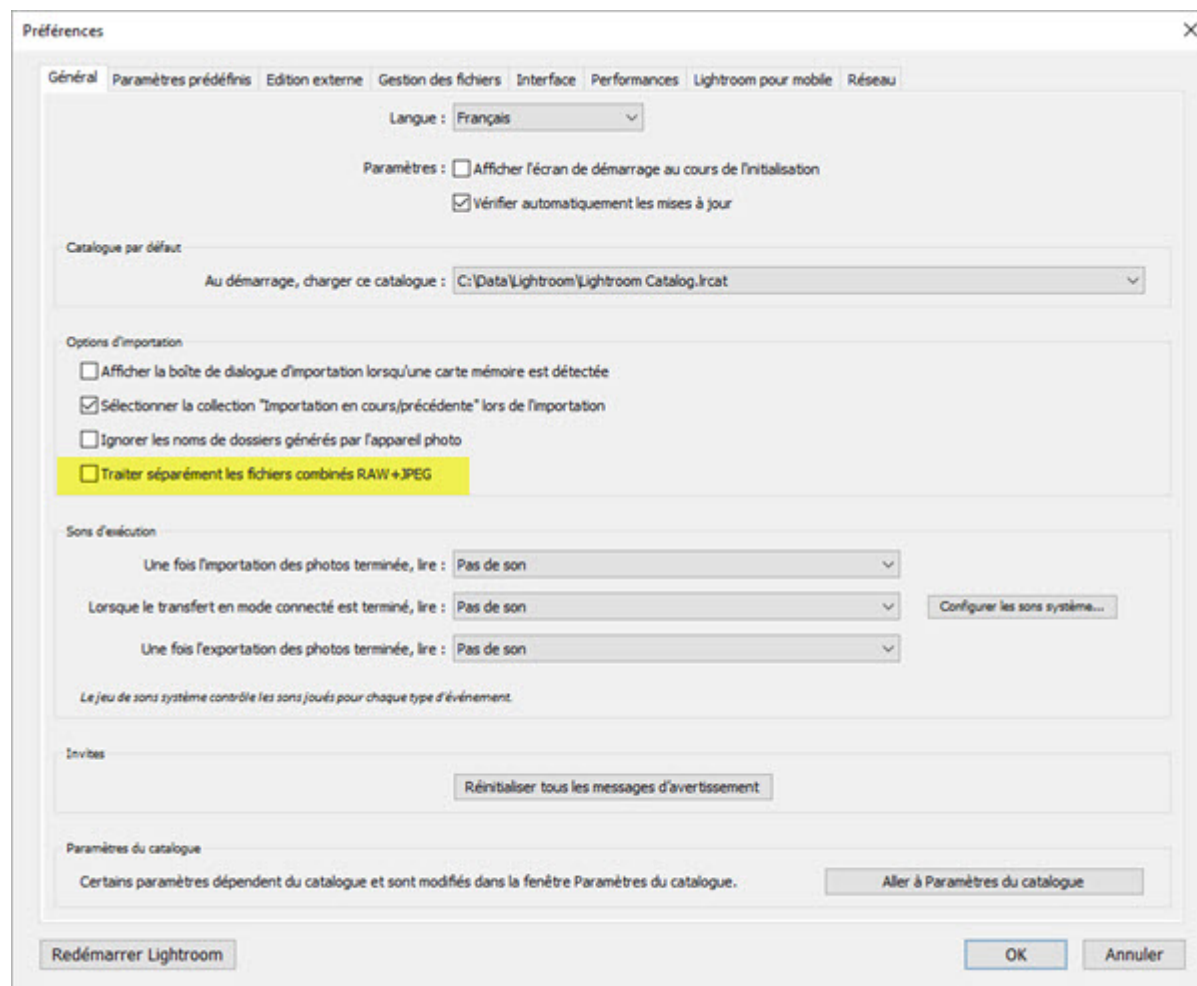 Préférences
Général Paramètres prédéfinis Edition externe Gestion des fichiers Interface Performances Lightroom pour mobile Réseau
Langue : Français
Paramètres : Afficher l'écran de démarrage au cours de l'initialisation
Vérifier automatiquement les mises à jour
Catalogue par défaut
Au démarrage, charger ce catalogue : C:\Data\Lightroom\Lightroom Catalog.lrcat
Options d'importation
Afficher la boîte de dialogue d'importation lorsqu'une carte mémoire est détectée
Sélectionner la collection "Importation en cours/précédente" lors de l'importation
Ignorer les noms de dossiers générés par l'appareil photo
Traiter séparément les fichiers combinés RAW+JPEG
Sons d'exécution
Une fois l'importation des photos terminée, lire : Pas de son
Lorsque le transfert en mode connecté est terminé, lire : Pas de son Configurer les sons système...
Une fois l'exportation des photos terminée, lire : Pas de son
Le jeu de sons système contrôle les sons joués pour chaque type d'événement.
Invites
Réinitialiser tous les messages d'avertissement
Paramètres du catalogue
Certains paramètres dépendent du catalogue et sont modifiés dans la fenêtre Paramètres du catalogue. Aller à Paramètres du catalogue
Redémarrer Lightroom OK Annuler